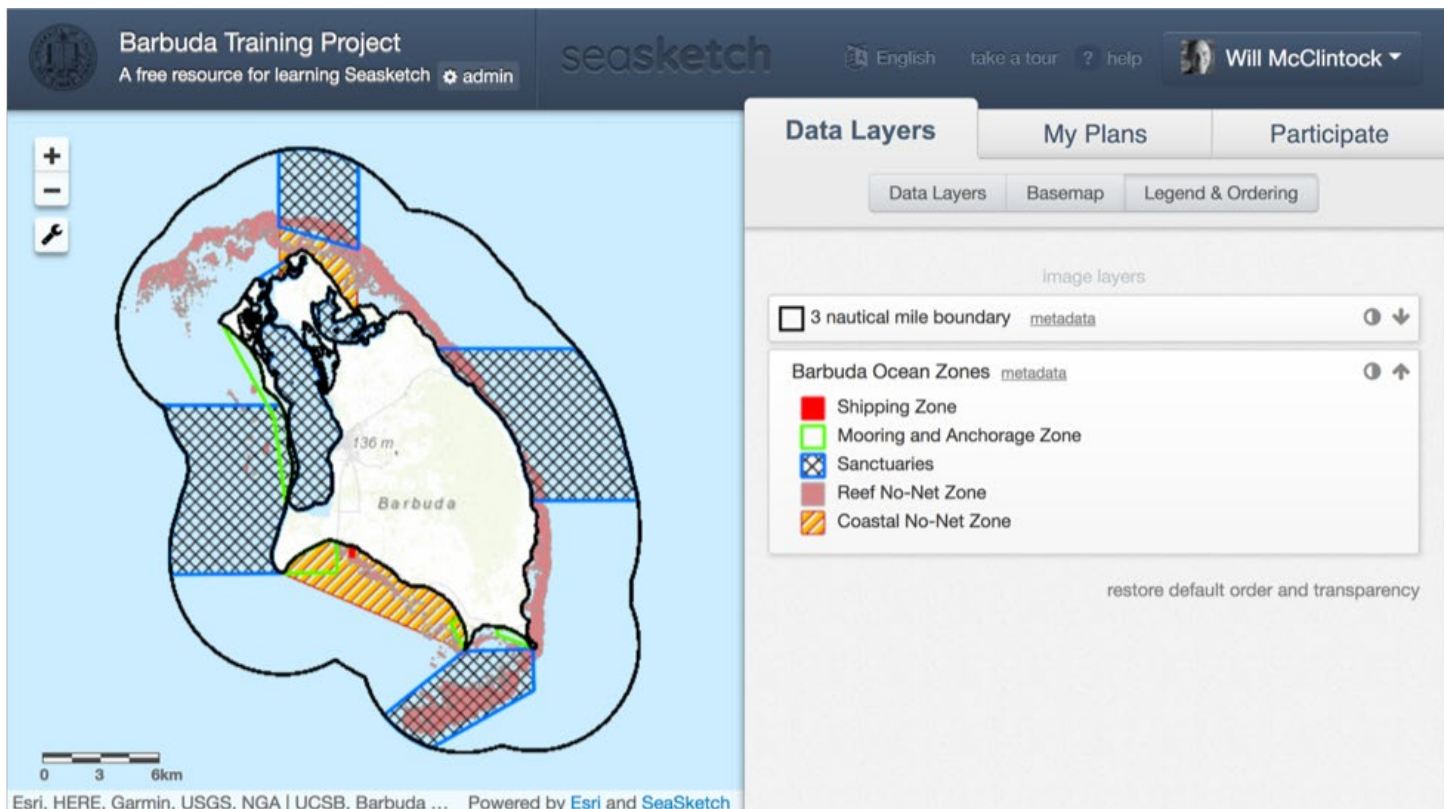 Barbuda Training Project
A free resource for learning Seasketch admin
seasketch
English take a tour ? help
Will McClintock
Data Layers My Plans Participate
Data Layers Basemap Legend & Ordering
image layers
3 nautical mile boundary metadata
Barbuda Ocean Zones metadata
Shipping Zone
Mooring and Anchorage Zone
Sanctuaries
Reef No-Net Zone
Coastal No-Net Zone
restore default order and transparency
+
−
136 m
Barbuda
0 3 6km
Esri, HERE, Garmin, USGS, NGA | UCSB, Barbuda ... Powered by Esri and SeaSketch